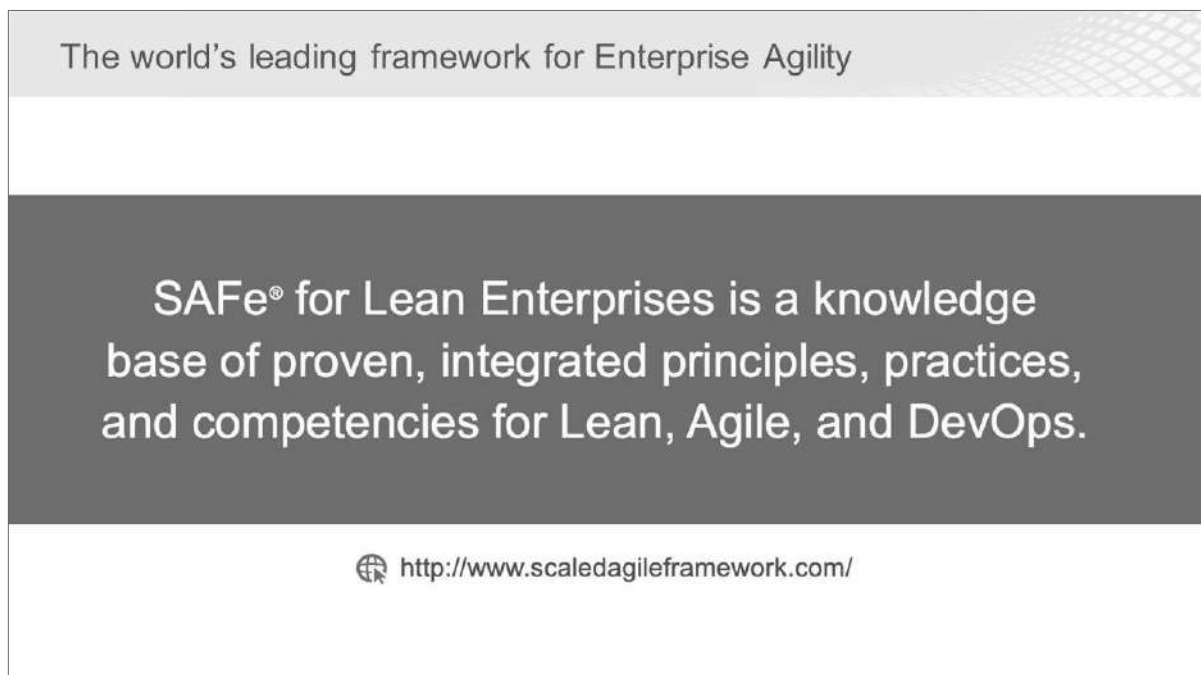 The world's leading framework for Enterprise Agility
SAFe® for Lean Enterprises is a knowledge
base of proven, integrated principles, practices,
and competencies for Lean, Agile, and DevOps.
http://www.scaledagileframework.com/